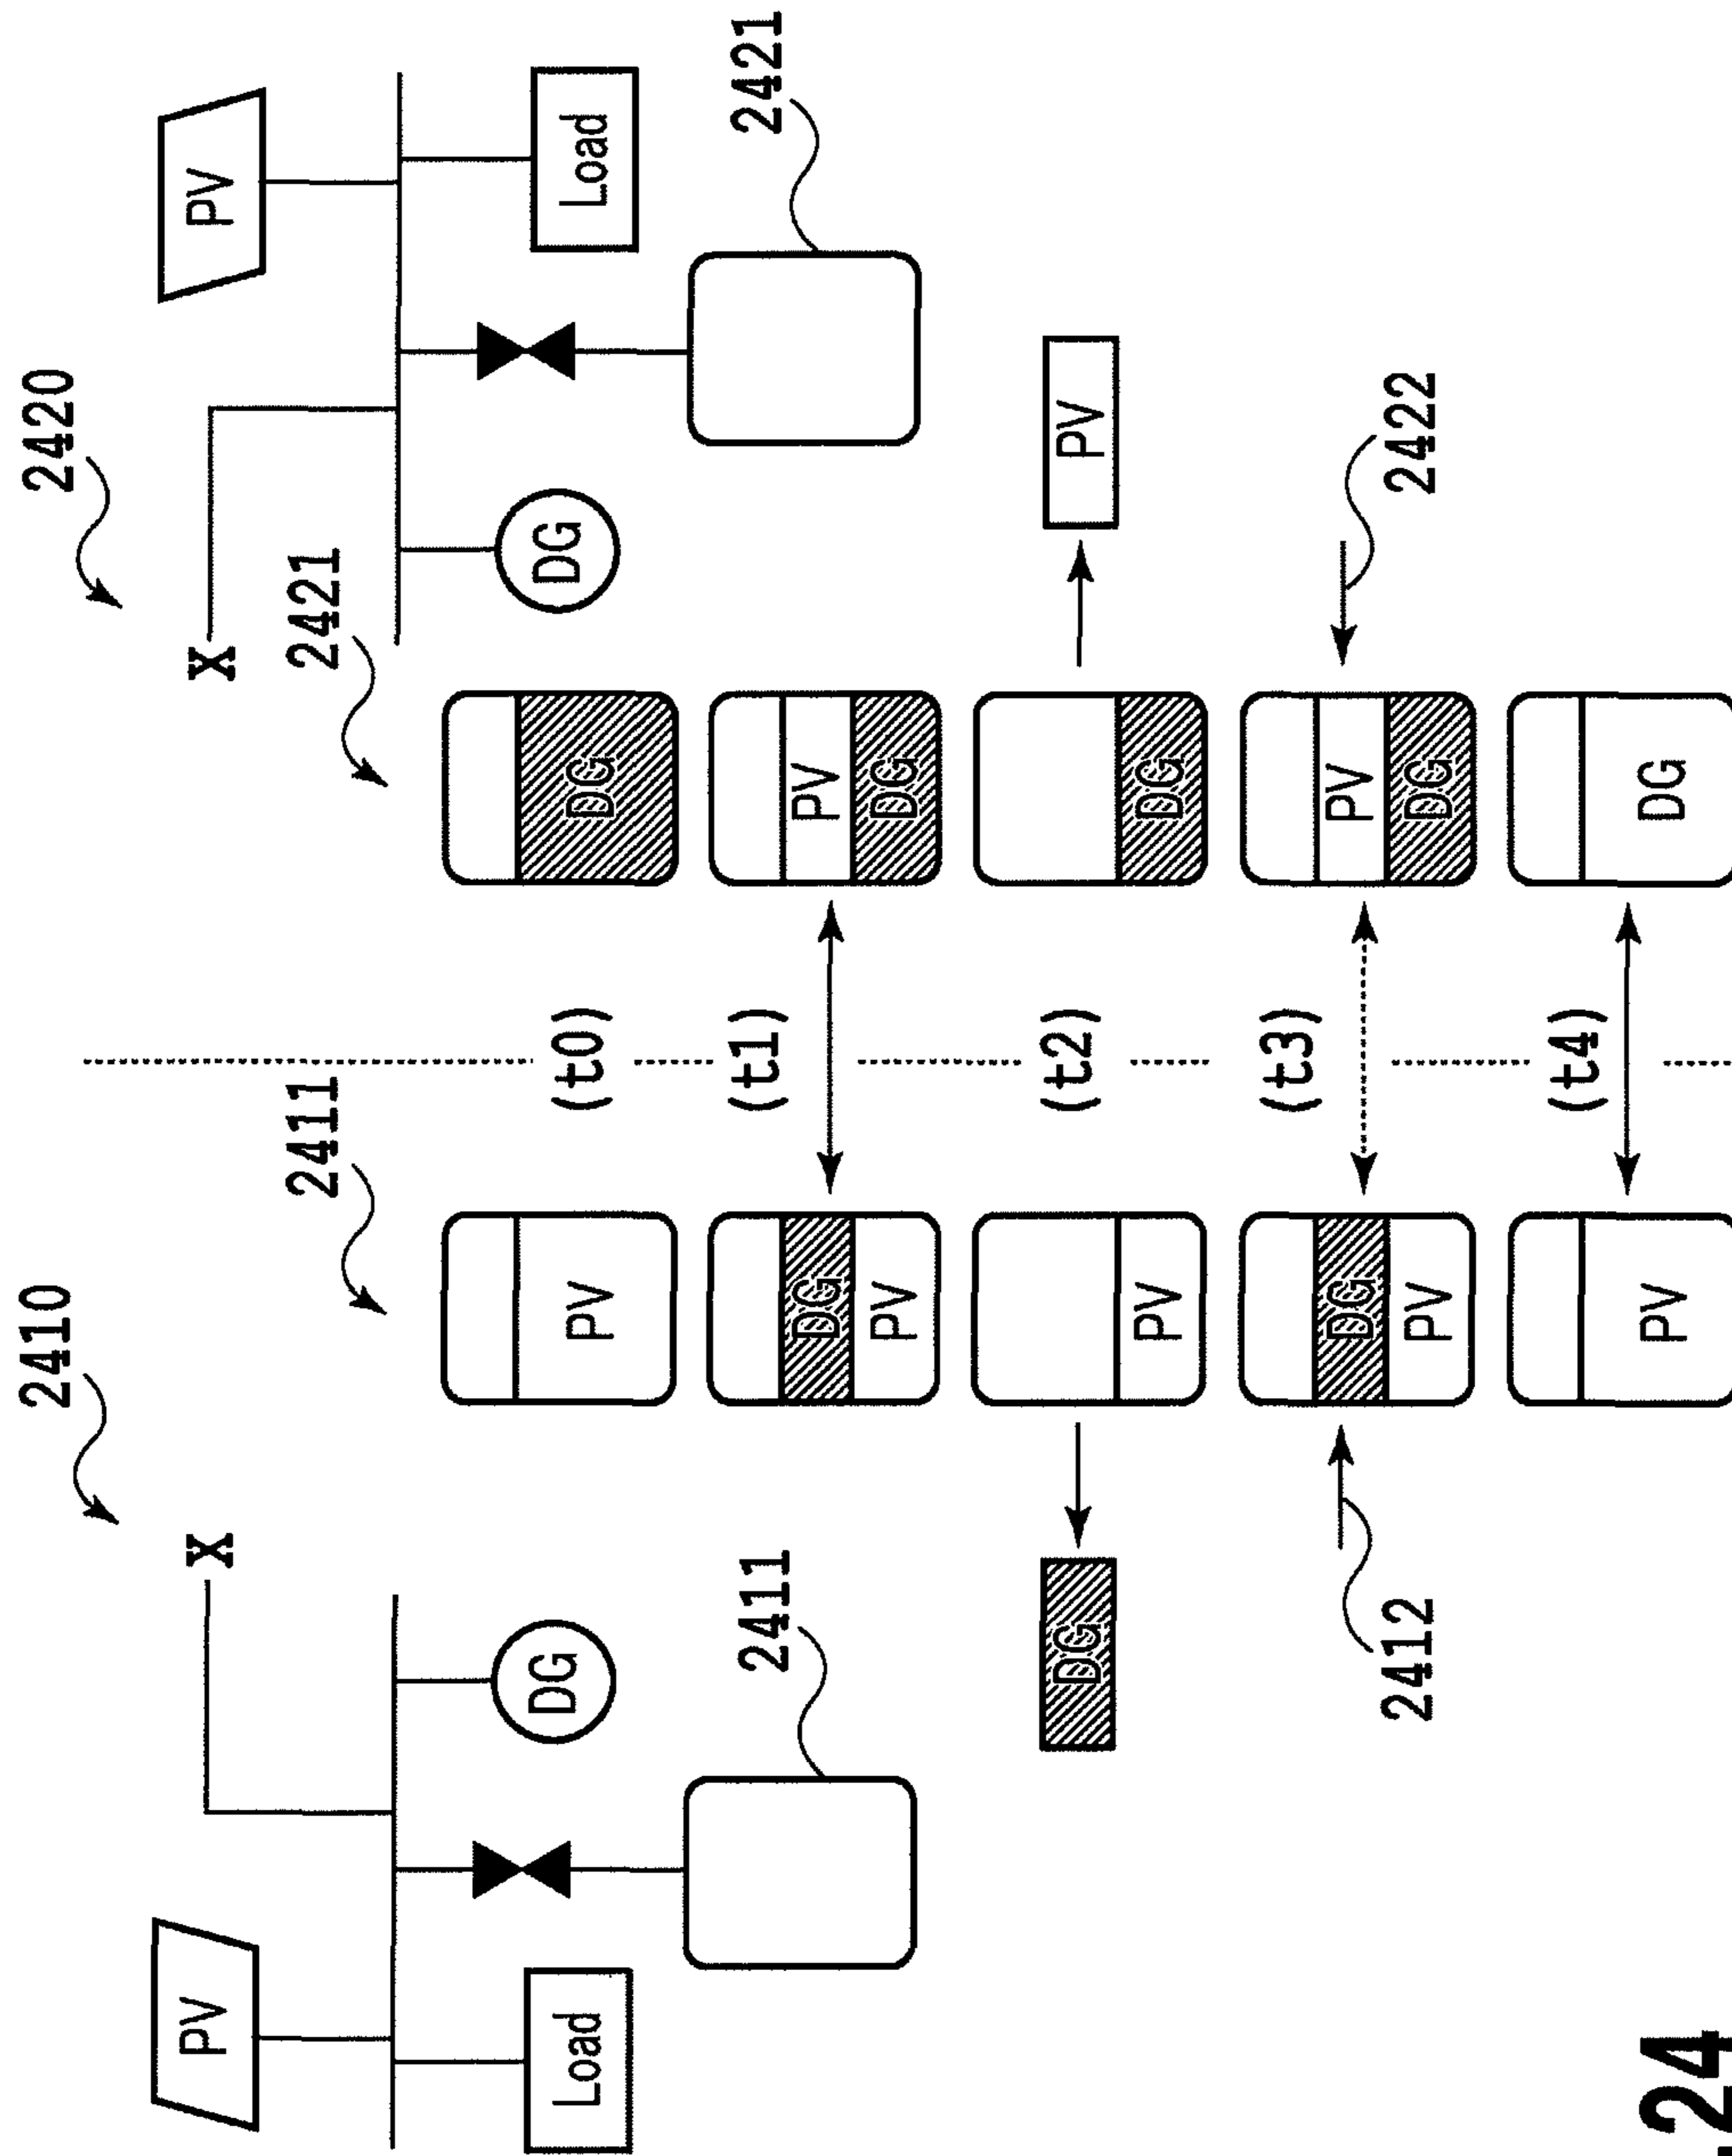 2410
2420
PV
X
X
PV
2411
2421
Load
DG
PV
(t0)
DG
DG
Load
2411
(t1)
2421
DG
PV
PV
DG
DG
(t2)
PV
PV
DG
(t3)
DG
PV
2412
PV
DG
2422
(t4)
PV
DG
.24